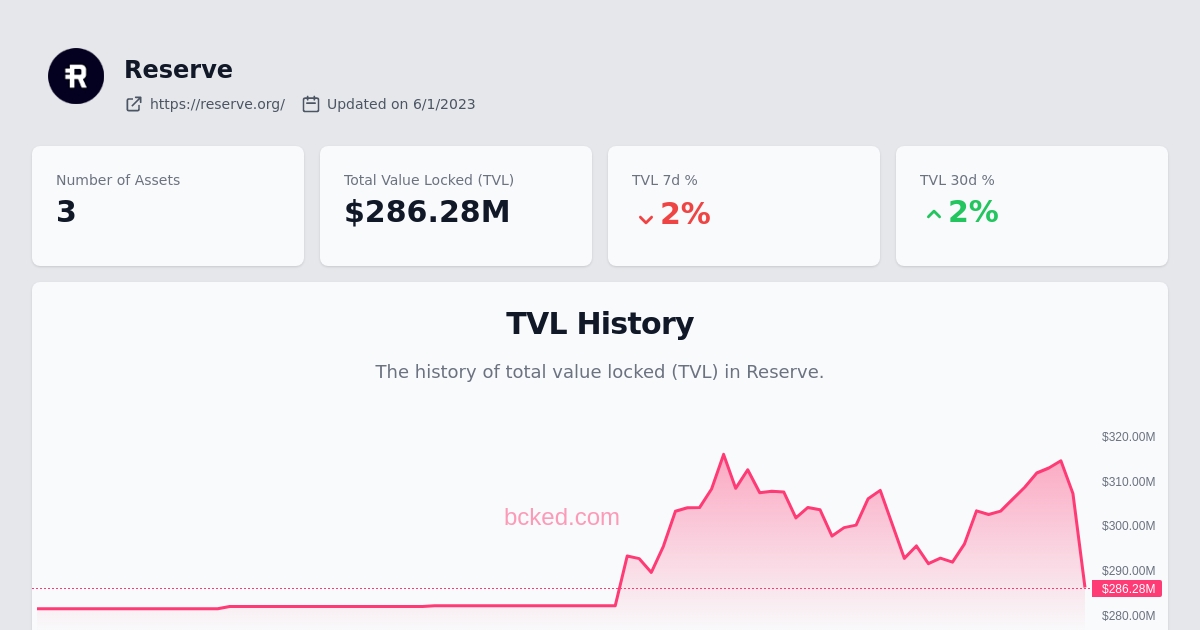 Reserve
https://reserve.org/ Updated on 6/1/2023
Number of Assets
3
Total Value Locked (TVL)
$286.28M
TVL 7d %
2%
TVL 30d %
2%
TVL History
The history of total value locked (TVL) in Reserve.
$320.00M
$310.00M
bcked.com
$300.00M
$290.00M
$286.28M
$280.00M